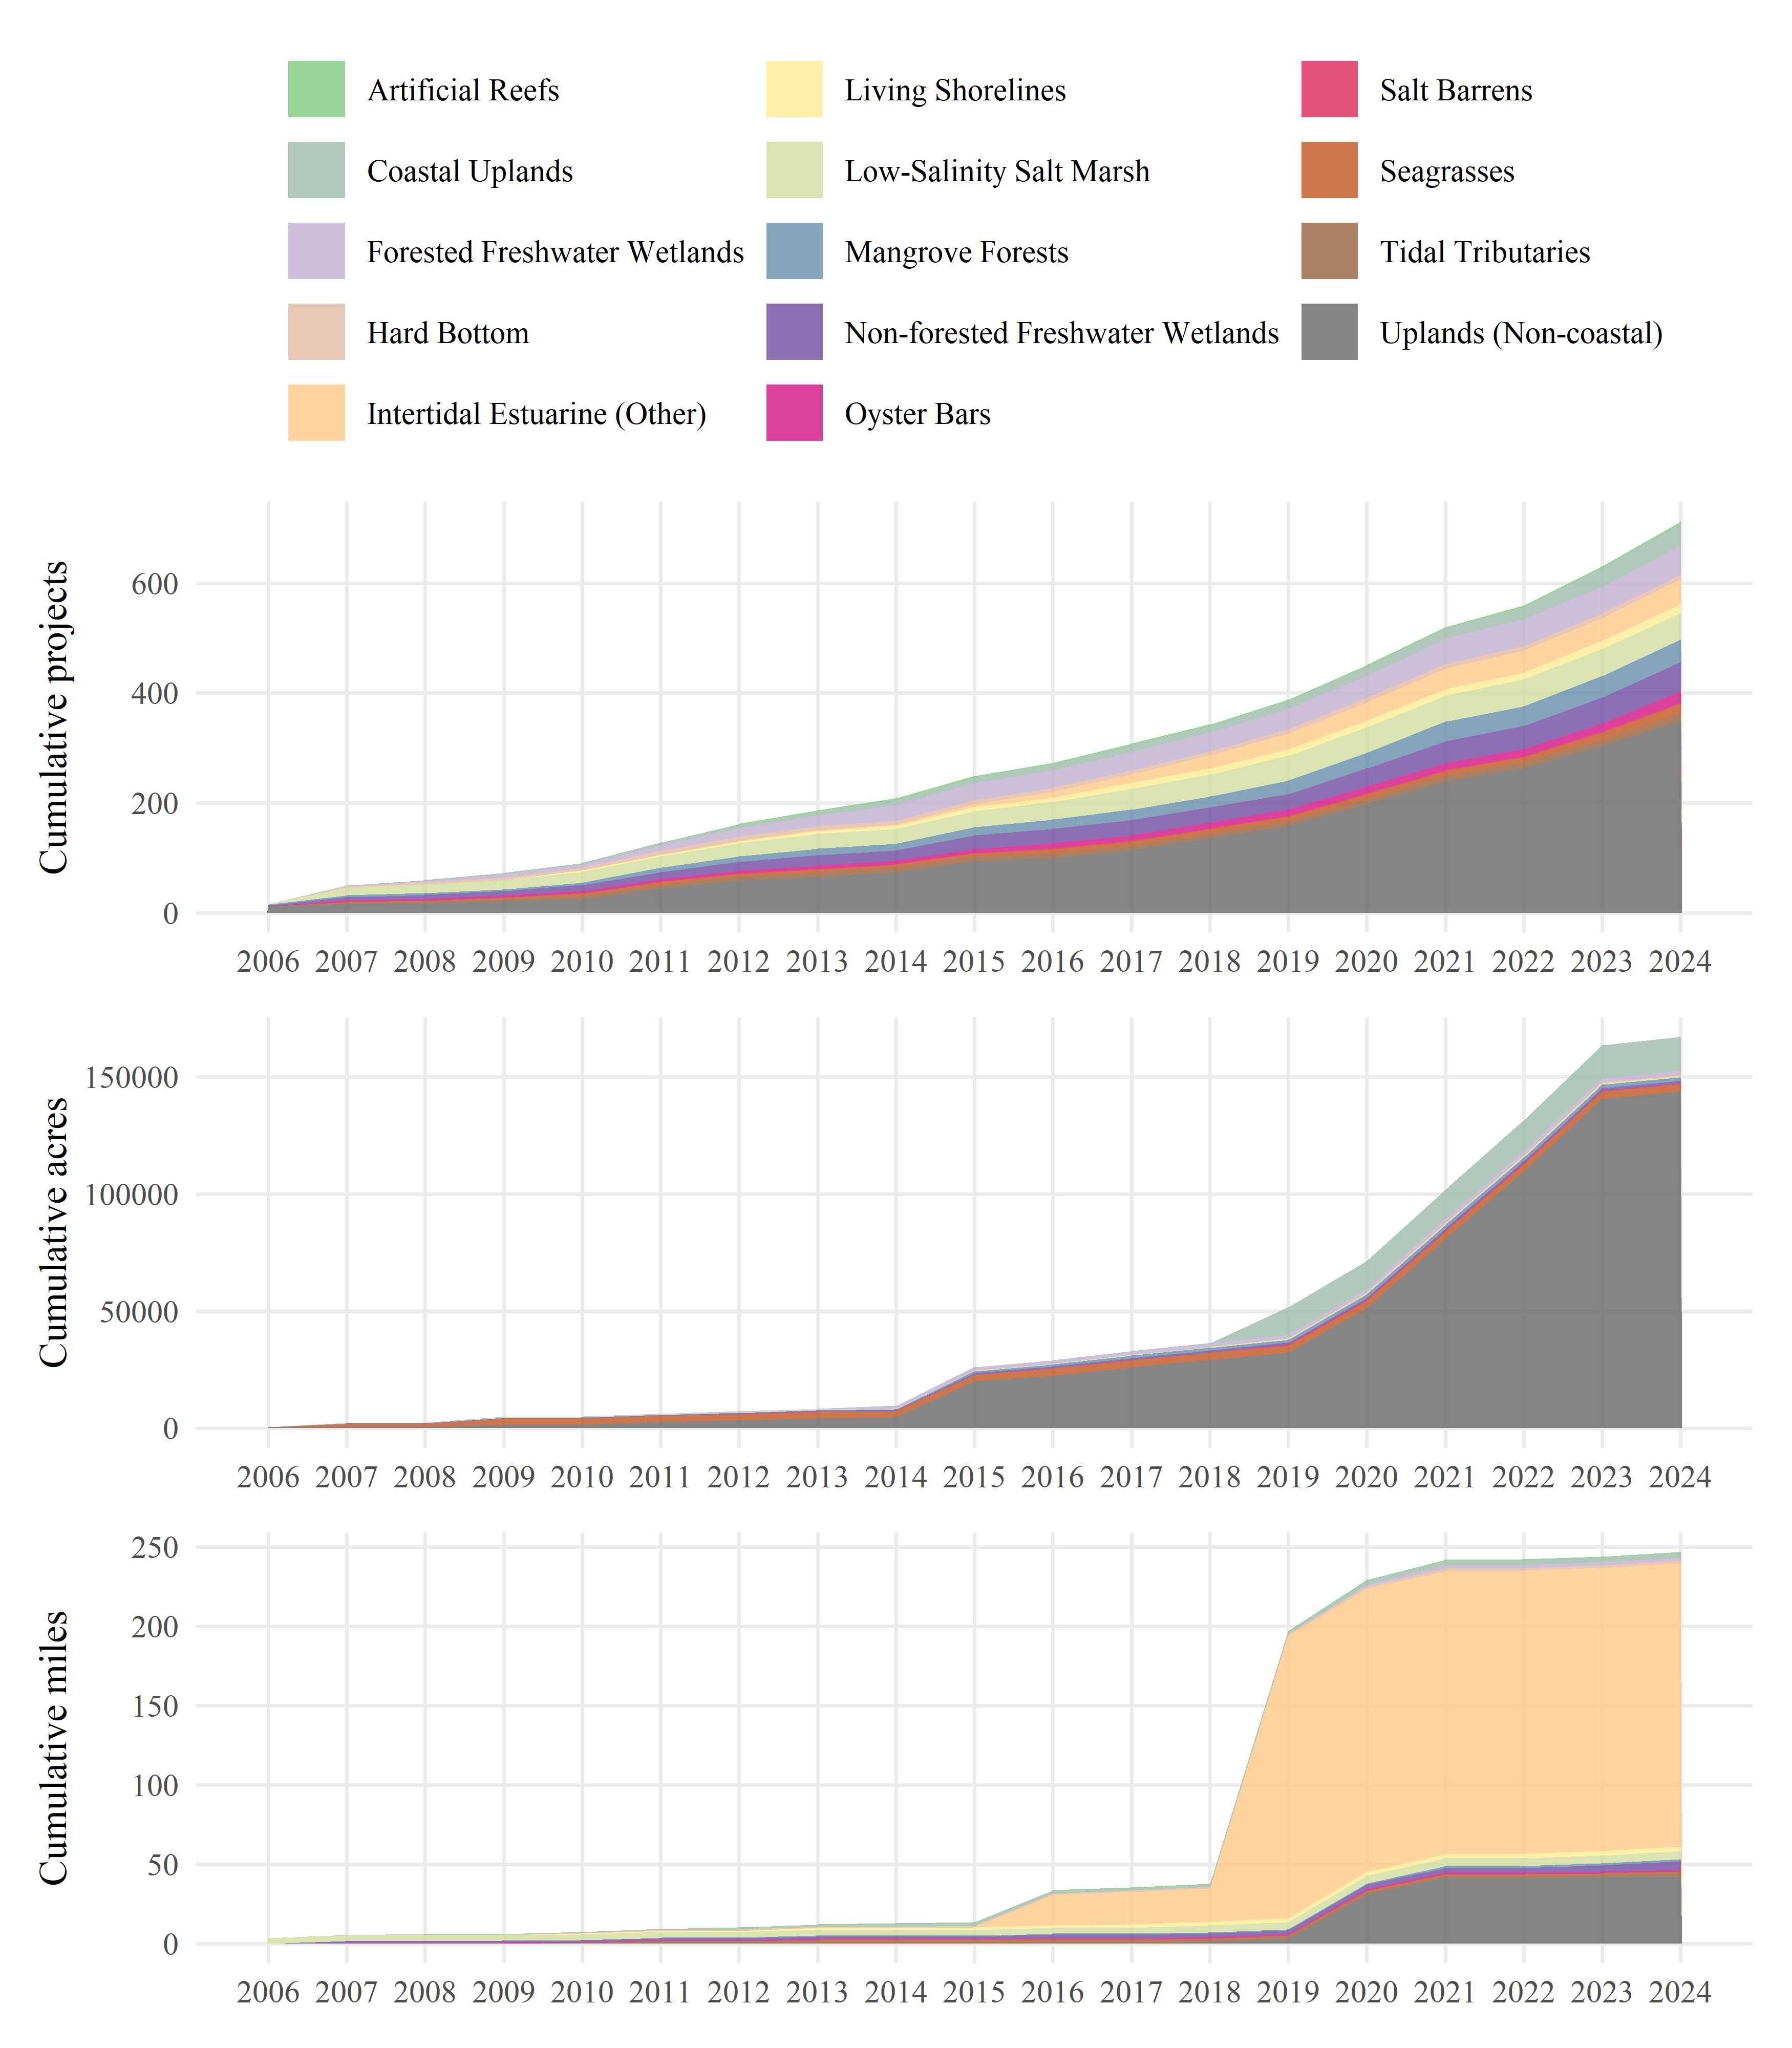 Artificial Reefs Living Shorelines Salt Barrens
Coastal Uplands Low-Salinity Salt Marsh Seagrasses
Forested Freshwater Wetlands Mangrove Forests Tidal Tributaries
Hard Bottom Non-forested Freshwater Wetlands Uplands (Non-coastal)
Intertidal Estuarine (Other) Oyster Bars
Cumulative projects
600
400
200
0
2006 2007 2008 2009 2010 2011 2012 2013 2014 2015 2016 2017 2018 2019 2020 2021 2022 2023 2024
Cumulative acres
150000
100000
50000
0
2006 2007 2008 2009 2010 2011 2012 2013 2014 2015 2016 2017 2018 2019 2020 2021 2022 2023 2024
Cumulative miles
250
200
150
100
50
0
2006 2007 2008 2009 2010 2011 2012 2013 2014 2015 2016 2017 2018 2019 2020 2021 2022 2023 2024